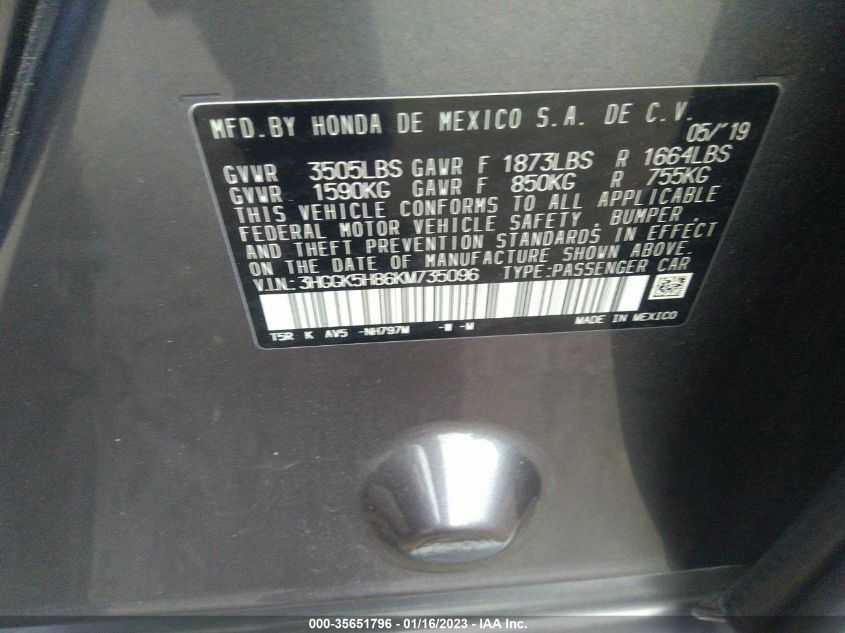 MFD.BY HONDA DE MEXICO S.A. DE C.V. 05/'19
GVWR 3505LBS GAWR F 1873LBS R 1664LBS
GVWR 1590KG GAWR F 850KG R 755KG
THIS VEHICLE CONFORMS TO ALL APPLICABLE
FEDERAL MOTOR VEHICLE SAFETY, BUMPER,
AND THEFT PREVENTION STANDARDS IN EFFECT
ON THE DATE OF MANUFACTURE SHOWN ABOVE.
V.I.N.: 3HGGK5H86KM735096 TYPE:PASSENGER CAR
T5R K AV5 -NH797M -W -M MADE IN MEXICO
000-35651796 - 01/16/2023 - IAA Inc.